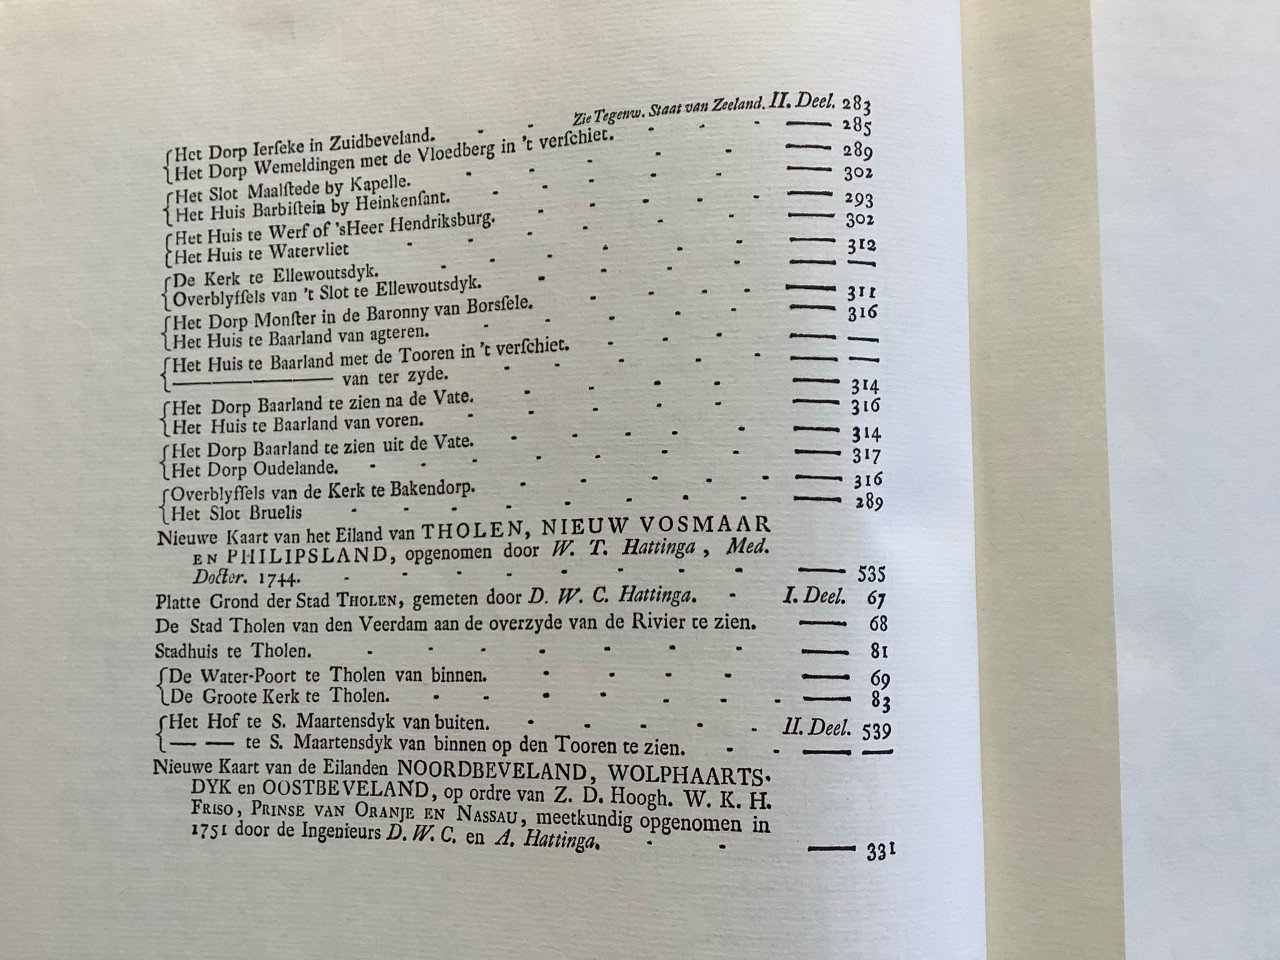 Zie Tegenw. Staat van Zeeland. II. Deel. 283
{Het Dorp Ierſeke in Zuidbeveland. - -
{Het Dorp Wemeldingen met de Vloedberg in 't verſchiet. - - - —— 285
{Het Slot Maalſtede by Kapelle. - - - - —— 289
{Het Huis Barbiſtein by Heinkenſant. - - - - —— 302
{Het Huis te Werf of 'sHeer Hendriksburg. - - - - —— 293
{Het Huis te Watervliet - - - - - —— 302
{De Kerk te Ellewoutsdyk. - - - - - —— 312
{Overblyſſels van 't Slot te Ellewoutsdyk. - - - - —— ——
{Het Dorp Monſter in de Baronny van Borsſele. - - - —— 311
{Het Huis te Baarland van agteren. - - - - —— 316
{Het Huis te Baarland met de Tooren in 't verſchiet. - - - —— ——
{—————— van ter zyde. - - - - - —— ——
{Het Dorp Baarland te zien na de Vate. - - - - —— 314
{Het Huis te Baarland van voren. - - - - —— 316
{Het Dorp Baarland te zien uit de Vate. - - - - —— 314
{Het Dorp Oudelande. - - - - - - —— 317
{Overblyſſels van de Kerk te Bakendorp. - - - - —— 316
{Het Slot Bruelis - - - - - - —— 289
Nieuwe Kaart van het Eiland van THOLEN, NIEUW VOSMAAR
EN PHILIPSLAND, opgenomen door W. T. Hattinga, Med.
Docter. 1744. - - - - - - - - —— 535
Platte Grond der Stad THOLEN, gemeten door D. W. C. Hattinga. - I. Deel. 67
De Stad Tholen van den Veerdam aan de overzyde van de Rivier te zien. —— 68
Stadhuis te Tholen. - - - - - - - —— 81
{De Water-Poort te Tholen van binnen. - - - - —— 69
{De Groote Kerk te Tholen. - - - - - - —— 83
{Het Hof te S. Maartensdyk van buiten. - - - - - II. Deel. 539
{— — te S. Maartensdyk van binnen op den Tooren te zien. - - —— ——
Nieuwe Kaart van de Eilanden NOORDBEVELAND, WOLPHAARTS-
DYK en OOSTBEVELAND, op ordre van Z. D. Hoogh. W. K. H.
FRISO, PRINSE VAN ORANJE EN NASSAU, meetkundig opgenomen in
1751 door de Ingenieurs D. W. C. en A. Hattinga. - - —— 331